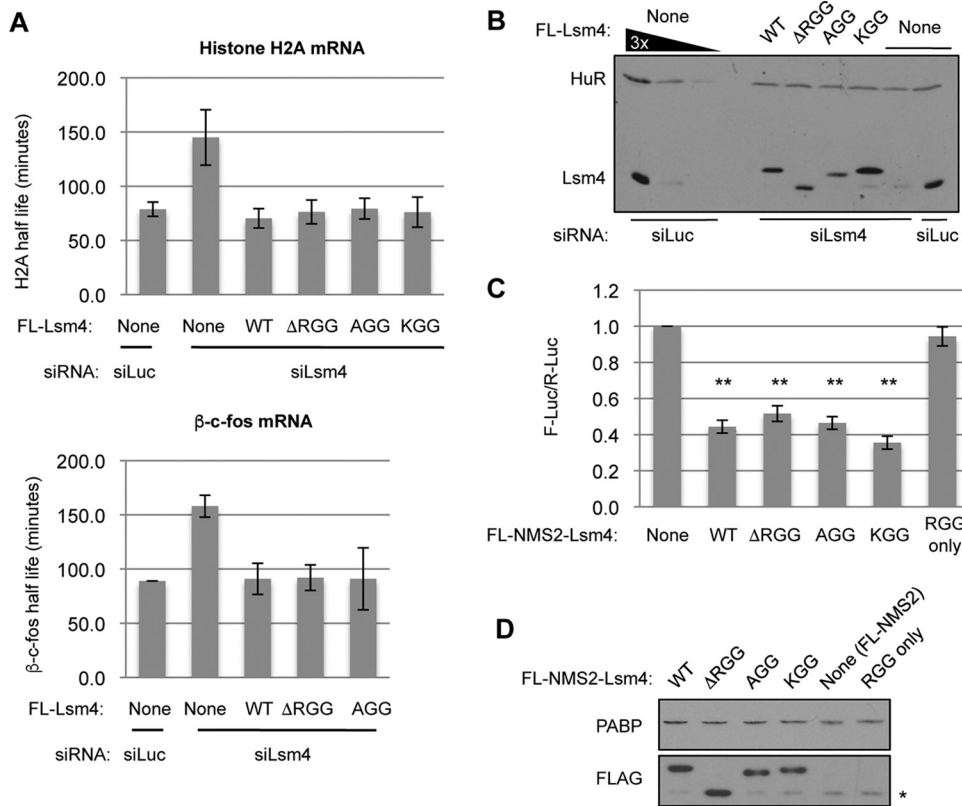 A
Histone H2A mRNA
H2A half life (minutes)
200.0
150.0
100.0
50.0
0.0
FL-Lsm4: None None WT ΔRGG AGG KGG
siRNA: siLuc siLsm4
β-c-fos mRNA
β-c-fos half life (minutes)
200.0
150.0
100.0
50.0
0.0
FL-Lsm4: None None WT ΔRGG AGG
siRNA: siLuc siLsm4
B
FL-Lsm4: None WT ΔRGG AGG KGG None
3x
HuR
Lsm4
siRNA: siLuc siLsm4 siLuc
C
F-Luc/R-Luc
1.2
1.0
0.8
0.6
0.4
0.2
0.0
** ** ** **
FL-NMS2-Lsm4: None WT ΔRGG AGG KGG RGG only
D
FL-NMS2-Lsm4: WT ΔRGG AGG KGG None (FL-NMS2) RGG only
PABP
FLAG
*